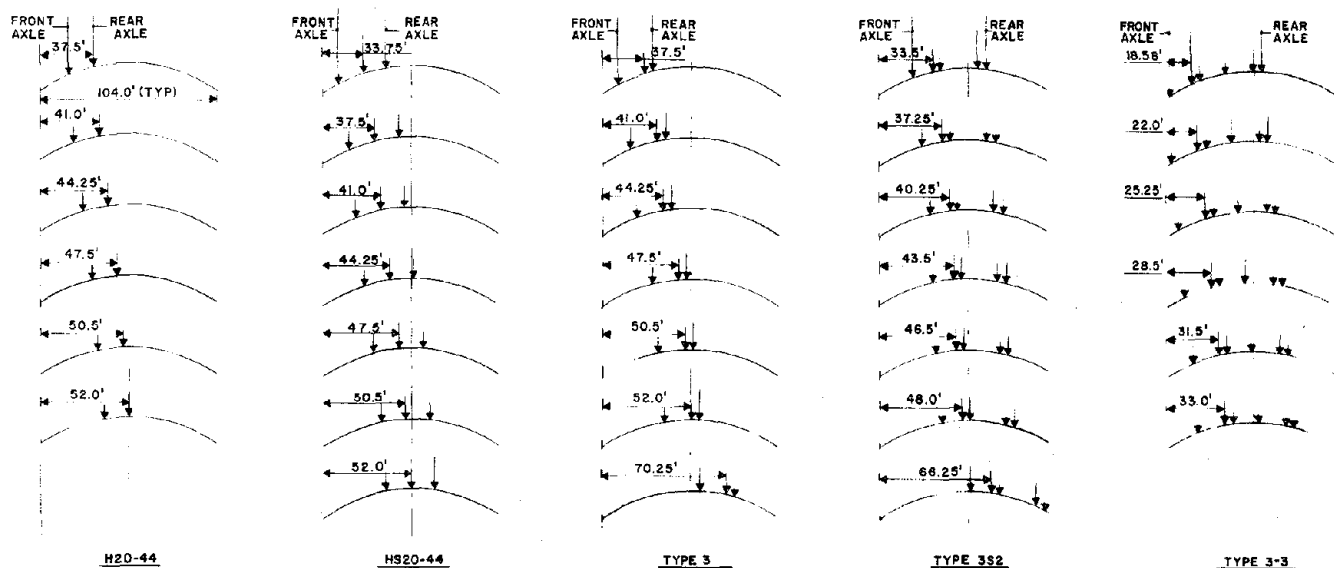 FRONT AXLE
REAR AXLE
37.5'
104.0' (TYP)
41.0'
44.25'
47.5'
50.5'
52.0'
H20-44
FRONT AXLE
REAR AXLE
33.75'
37.5'
41.0'
44.25'
47.5'
50.5'
52.0'
HS20-44
FRONT AXLE
REAR AXLE
37.5'
41.0'
44.25'
47.5'
50.5'
52.0'
70.25'
TYPE 3
FRONT AXLE
REAR AXLE
33.5'
37.25'
40.25'
43.5'
46.5'
48.0'
66.25'
TYPE 3S2
FRONT AXLE
REAR AXLE
18.58'
22.0'
25.25'
28.5'
31.5'
33.0'
TYPE 3-3